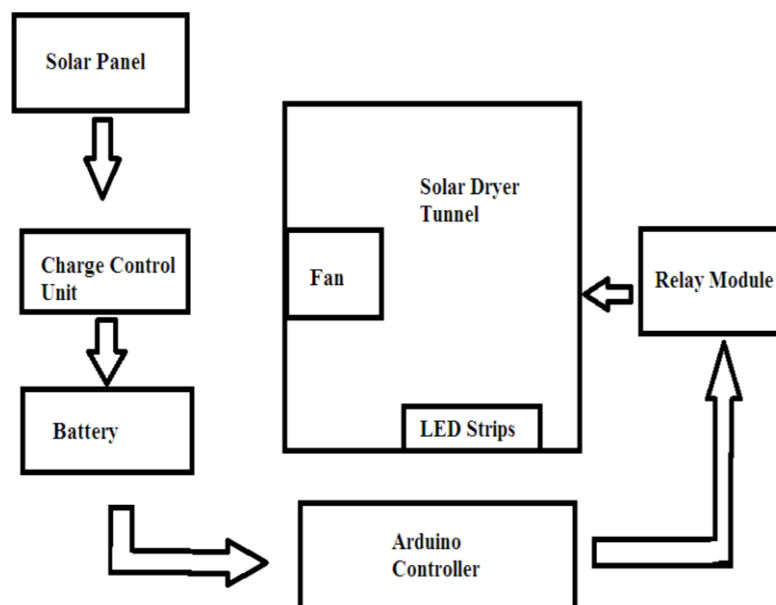 Solar Panel
Charge Control
Unit
Battery
Solar Dryer
Tunnel
Fan
LED Strips
Relay Module
Arduino
Controller